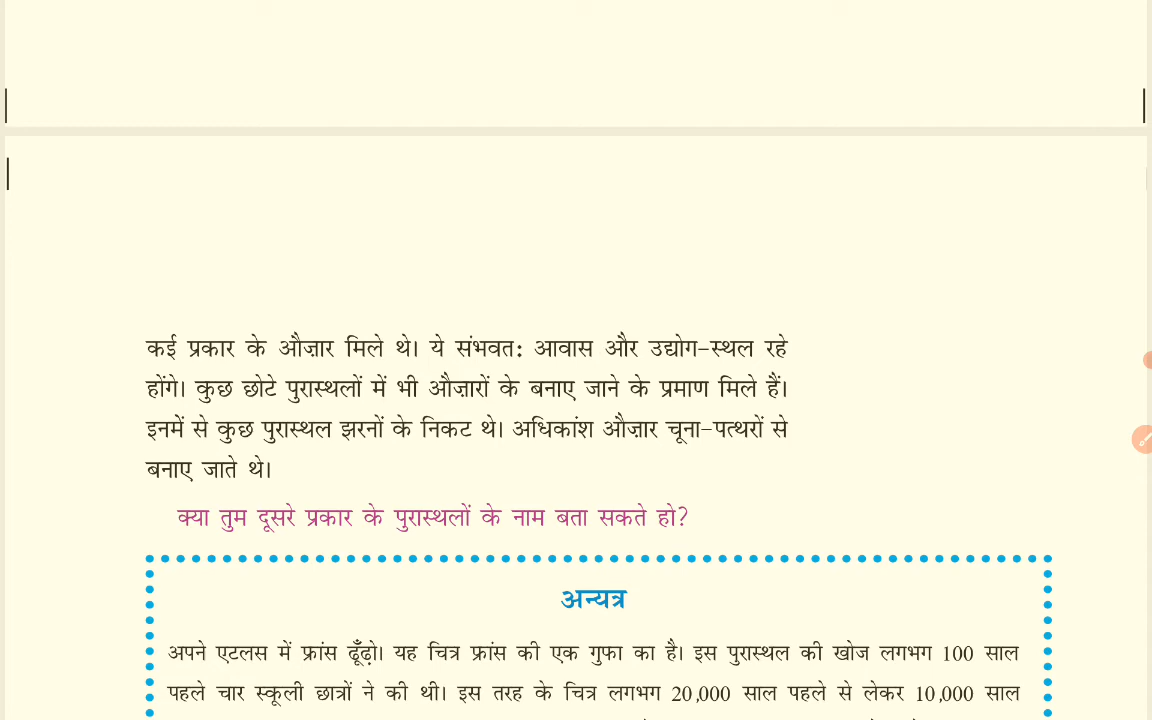 कई प्रकार के औज़ार मिले थे। ये संभवत: आवास और उद्योग-स्थल रहे
होंगे। कुछ छोटे पुरास्थलों में भी औज़ारों के बनाए जाने के प्रमाण मिले हैं।
इनमें से कुछ पुरास्थल झरनों के निकट थे। अधिकांश औज़ार चूना-पत्थरों से
बनाए जाते थे।
क्या तुम दूसरे प्रकार के पुरास्थलों के नाम बता सकते हो?
अन्यत्र
अपने एटलस में फ्रांस ढूँढ़ो। यह चित्र फ्रांस की एक गुफा का है। इस पुरास्थल की खोज लगभग 100 साल
पहले चार स्कूली छात्रों ने की थी। इस तरह के चित्र लगभग 20,000 साल पहले से लेकर 10,000 साल